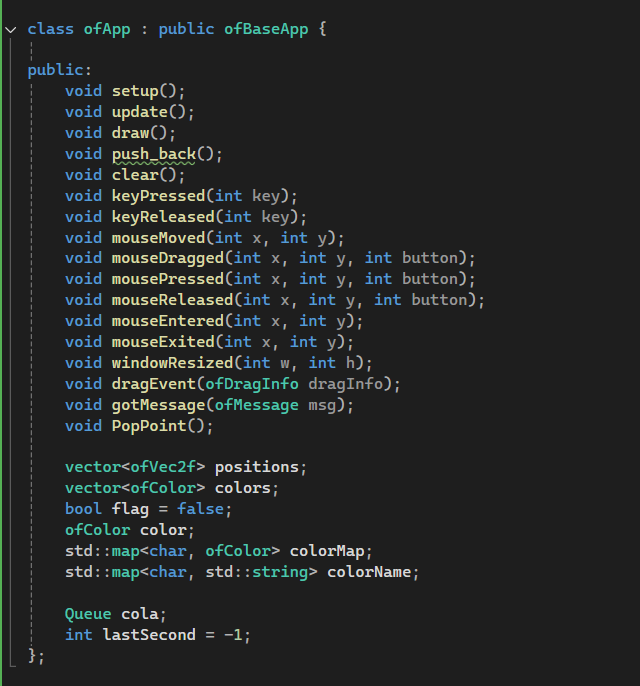 class ofApp : public ofBaseApp {
public:
void setup();
void update();
void draw();
void push_back();
void clear();
void keyPressed(int key);
void keyReleased(int key);
void mouseMoved(int x, int y);
void mouseDragged(int x, int y, int button);
void mousePressed(int x, int y, int button);
void mouseReleased(int x, int y, int button);
void mouseEntered(int x, int y);
void mouseExited(int x, int y);
void windowResized(int w, int h);
void dragEvent(ofDragInfo dragInfo);
void gotMessage(ofMessage msg);
void PopPoint();
vector<ofVec2f> positions;
vector<ofColor> colors;
bool flag = false;
ofColor color;
std::map<char, ofColor> colorMap;
std::map<char, std::string> colorName;
Queue cola;
int lastSecond = -1;
};